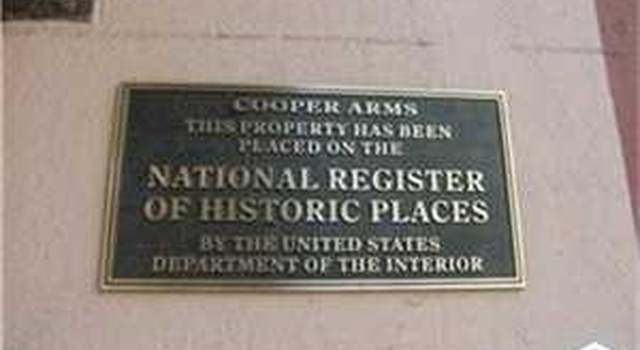 COOPER ARMS
THIS PROPERTY HAS BEEN
PLACED ON THE
NATIONAL REGISTER
OF HISTORIC PLACES
BY THE UNITED STATES
DEPARTMENT OF THE INTERIOR